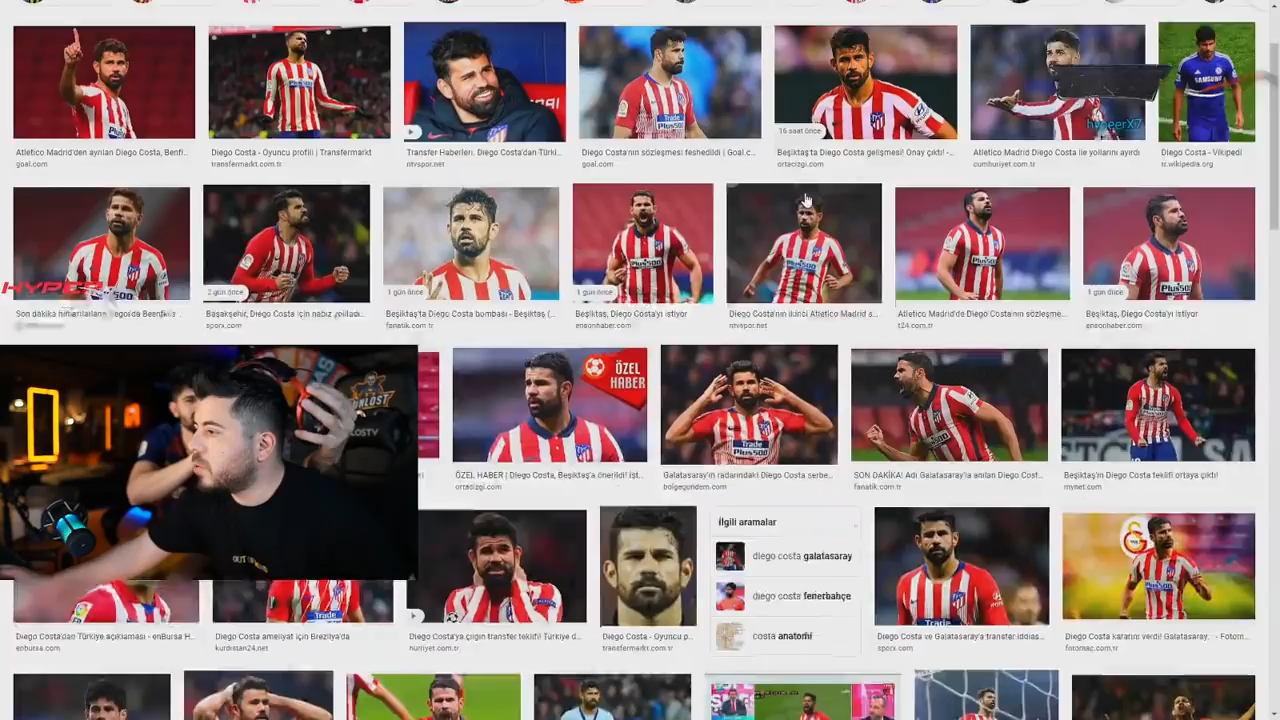 Atletico Madrid'den ayrılan Diego Costa, Benfi...
goal.com
Diego Costa - Oyuncu profili | Transfermarkt
transfermarkt.com.tr
Transfer Haberleri. Diego Costa'dan Türki...
ntvspor.net
Diego Costa'nın sözleşmesi feshedildi | Goal.c...
goal.com
16 saat önce
Beşiktaş'ta Diego Costa gelişmesi! Onay çıktı! -...
ortacizgi.com
hypeerX7
Atletico Madrid Diego Costa ile yollarını ayırdı
cumhuriyet.com.tr
SAMSUNG
Diego Costa - Vikipedi
tr.wikipedia.org
HYPER
Son dakika
2 gün önce
Başakşehir, Diego Costa için nabız yokladı...
sporx.com
1 gün önce
Beşiktaş'ta Diego Costa bombası - Beşiktaş (...
fanatik.com.tr
1 gün önce
Beşiktaş, Diego Costa'yı istiyor
ensonhaber.com
Plus500
Diego Costa'nın ikinci Atletico Madrid s...
ntvspor.net
Atletico Madrid'de Diego Costa'nın sözleşme...
t24.com.tr
1 gün önce
Beşiktaş, Diego Costa'yı istiyor
ensonhaber.com
UNLOST
LOSTV
ÖZEL
HABER
ÖZEL HABER | Diego Costa, Beşiktaş'a önerildi! İşt...
ortacizgi.com
Trade
Plus500
Galatasaray'ın radarındaki Diego Costa serbe...
bolgegundem.com
SON DAKİKA! Adı Galatasaray'la anılan Diego Cost...
fanatik.com.tr
Beşiktaş'ın Diego Costa teklifi ortaya çıktı!
mynet.com
Diego Costa'dan Türkiye açıklaması - enBursa H...
enbursa.com
Diego Costa ameliyat için Brezilya'da
kurdistan24.net
Diego Costa'ya çılgın transfer teklifi! Türkiye d...
hurriyet.com.tr
Diego Costa - Oyuncu p...
transfermarkt.com.tr
İlgili aramalar
diego costa galatasaray
diego costa fenerbahçe
costa anatomi
Diego Costa ve Galatasaray'a transfer iddias...
sporx.com
Diego Costa kararını verdi! Galatasaray... - Fotom...
fotomac.com.tr